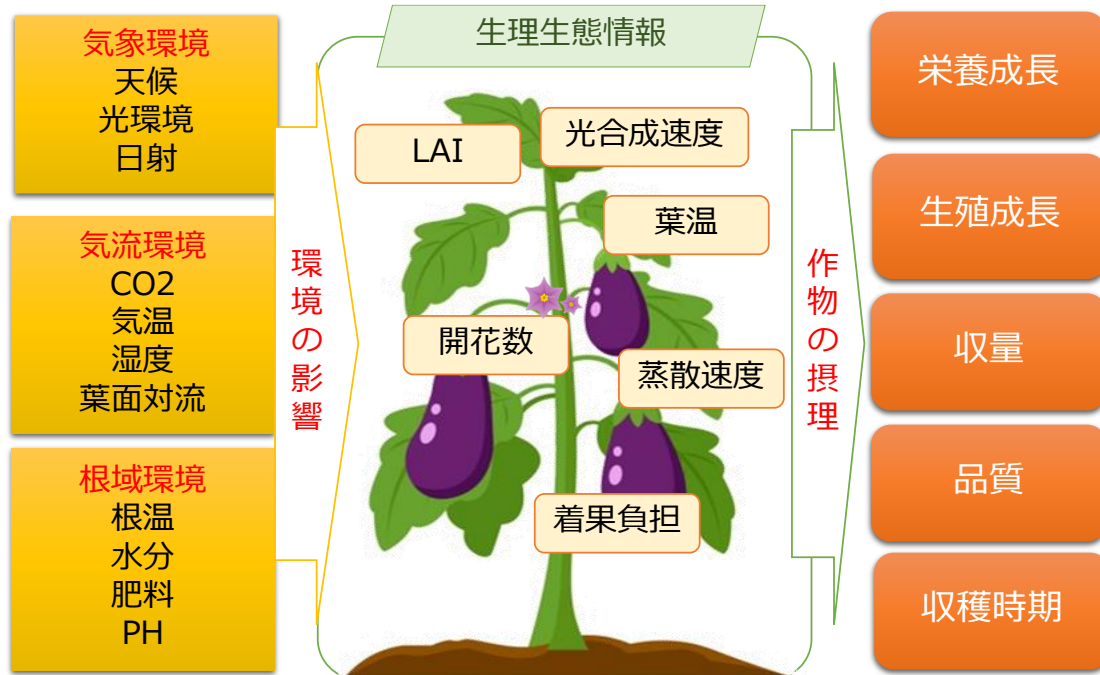 気象環境
天候
光環境
日射
気流環境
CO2
気温
湿度
葉面対流
根域環境
根温
水分
肥料
PH
環境の影響
生理生態情報
LAI
光合成速度
葉温
開花数
蒸散速度
着果負担
作物の摂理
栄養成長
生殖成長
収量
品質
収穫時期